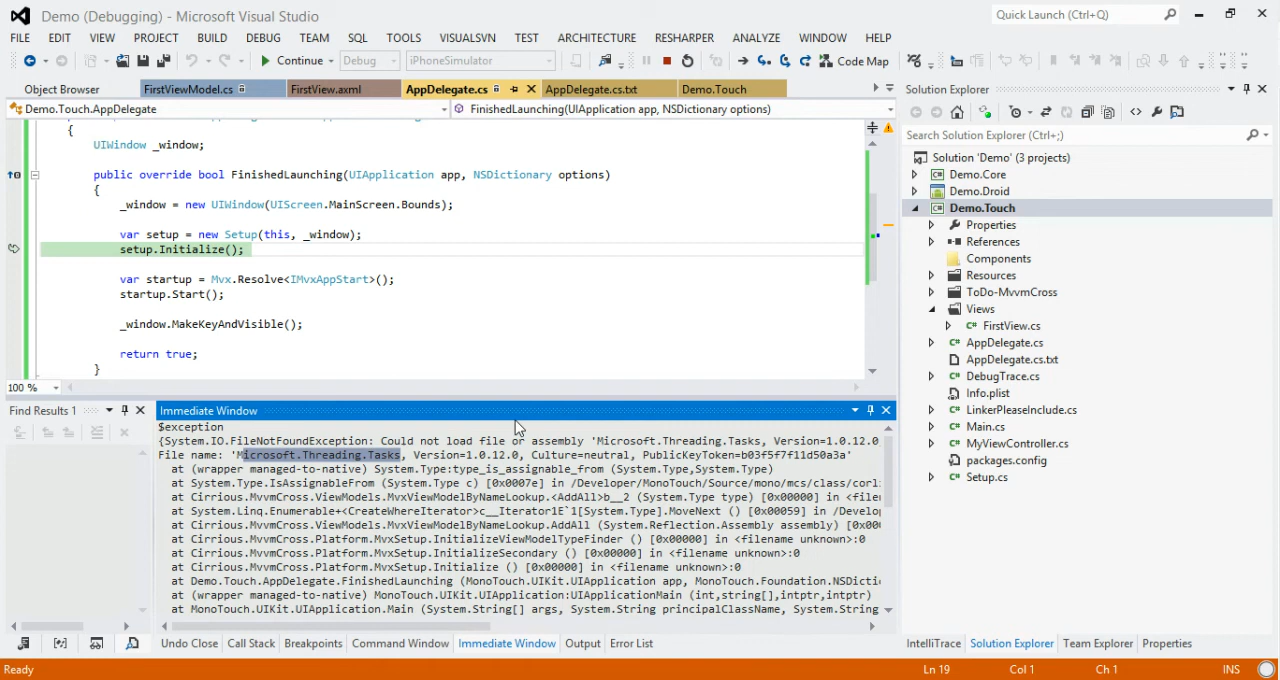 Demo (Debugging) - Microsoft Visual Studio
Quick Launch (Ctrl+Q)
FILE EDIT VIEW PROJECT BUILD DEBUG TEAM SQL TOOLS VISUALSVN TEST ARCHITECTURE RESHARPER ANALYZE WINDOW HELP
Continue Debug iPhoneSimulator Code Map
Object Browser FirstViewModel.cs FirstView.axml AppDelegate.cs AppDelegate.cs.txt Demo.Touch
Demo.Touch.AppDelegate FinishedLaunching(UIApplication app, NSDictionary options)
{
UIWindow _window;
public override bool FinishedLaunching(UIApplication app, NSDictionary options)
{
_window = new UIWindow(UIScreen.MainScreen.Bounds);
var setup = new Setup(this, _window);
setup.Initialize();
var startup = Mvx.Resolve<IMvxAppStart>();
startup.Start();
_window.MakeKeyAndVisible();
return true;
}
100 %
Find Results 1
Immediate Window
$exception
{System.IO.FileNotFoundException: Could not load file or assembly 'Microsoft.Threading.Tasks, Version=1.0.12.0
File name: 'Microsoft.Threading.Tasks, Version=1.0.12.0, Culture=neutral, PublicKeyToken=b03f5f7f11d50a3a'
at (wrapper managed-to-native) System.Type:type_is_assignable_from (System.Type,System.Type)
at System.Type.IsAssignableFrom (System.Type c) [0x0007e] in /Developer/MonoTouch/Source/mono/mcs/class/corl
at Cirrious.MvvmCross.ViewModels.MvxViewModelByNameLookup.<AddAll>b__2 (System.Type type) [0x00000] in <file
at System.Linq.Enumerable+<CreateWhereIterator>c__Iterator1E`1[System.Type].MoveNext () [0x00059] in /Develo
at Cirrious.MvvmCross.ViewModels.MvxViewModelByNameLookup.AddAll (System.Reflection.Assembly assembly) [0x00
at Cirrious.MvvmCross.Platform.MvxSetup.InitializeViewModelTypeFinder () [0x00000] in <filename unknown>:0
at Cirrious.MvvmCross.Platform.MvxSetup.InitializeSecondary () [0x00000] in <filename unknown>:0
at Cirrious.MvvmCross.Platform.MvxSetup.Initialize () [0x00000] in <filename unknown>:0
at Demo.Touch.AppDelegate.FinishedLaunching (MonoTouch.UIKit.UIApplication app, MonoTouch.Foundation.NSDicti
at (wrapper managed-to-native) MonoTouch.UIKit.UIApplication:UIApplicationMain (int,string[],intptr,intptr)
at MonoTouch.UIKit.UIApplication.Main (System.String[] args, System.String principalClassName, System.String
Undo Close Call Stack Breakpoints Command Window Immediate Window Output Error List
Solution Explorer
Search Solution Explorer (Ctrl+;)
Solution 'Demo' (3 projects)
Demo.Core
Demo.Droid
Demo.Touch
Properties
References
Components
Resources
ToDo-MvvmCross
Views
FirstView.cs
AppDelegate.cs
AppDelegate.cs.txt
DebugTrace.cs
Info.plist
LinkerPleaseInclude.cs
Main.cs
MyViewController.cs
packages.config
Setup.cs
IntelliTrace Solution Explorer Team Explorer Properties
Ready Ln 19 Col 1 Ch 1 INS